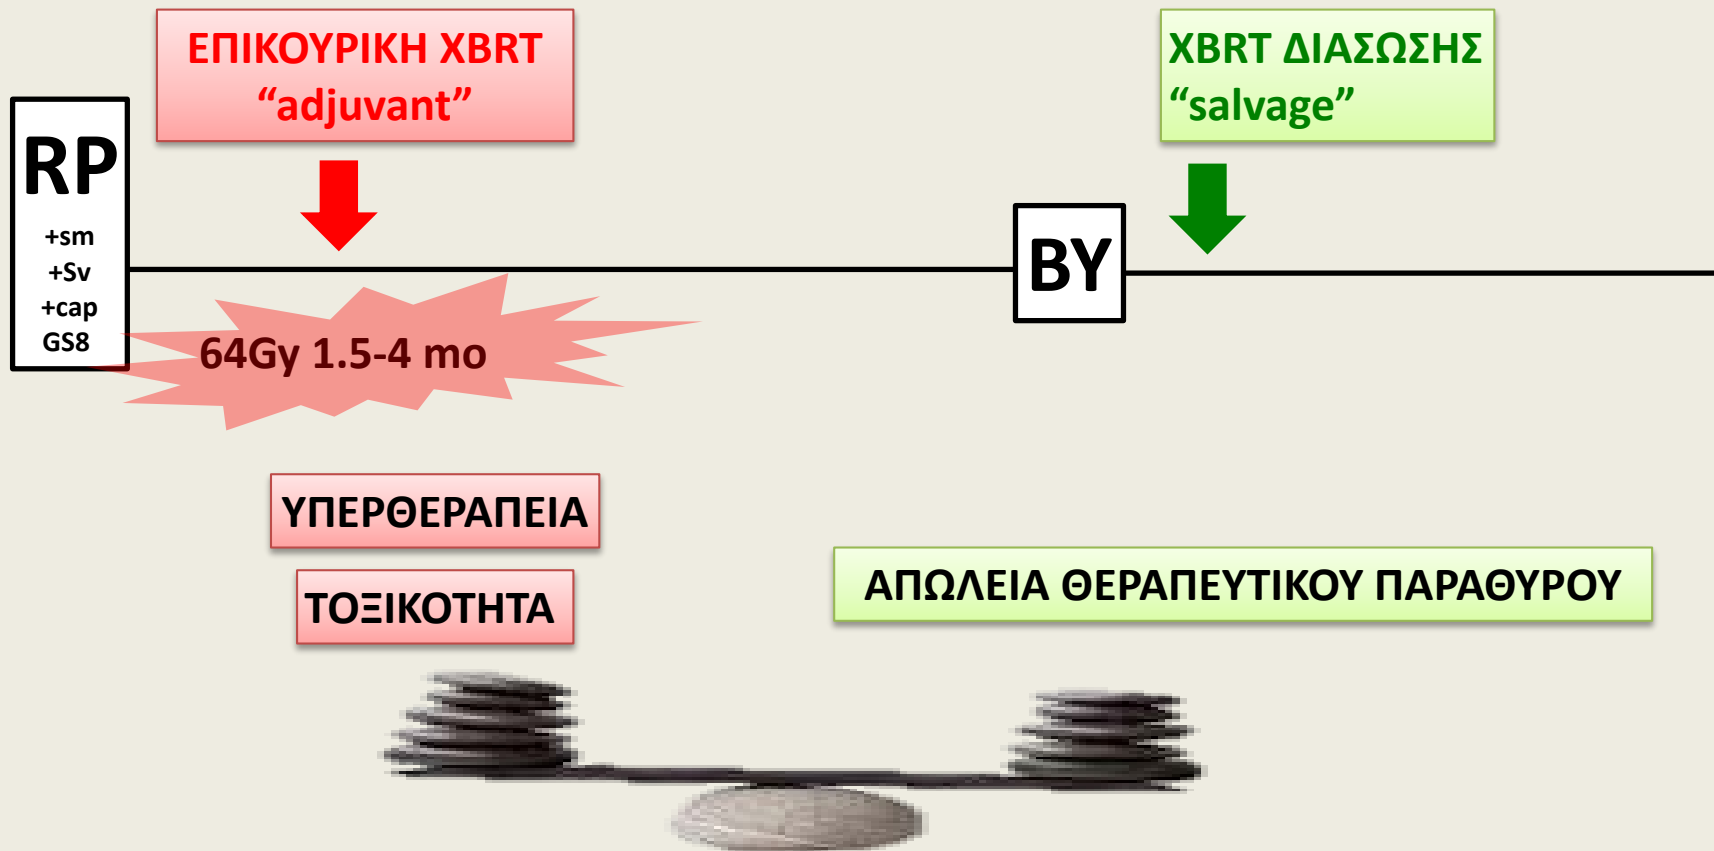 ΕΠΙΚΟΥΡΙΚΗ XBRT
“adjuvant”
XBRT ΔΙΑΣΩΣΗΣ
“salvage”
RP
+sm
+Sv
+cap
GS8
ΒΥ
64Gy 1.5-4 mo
ΥΠΕΡΘΕΡΑΠΕΙΑ
ΤΟΞΙΚΟΤΗΤΑ
ΑΠΩΛΕΙΑ ΘΕΡΑΠΕΥΤΙΚΟΥ ΠΑΡΑΘΥΡΟΥ